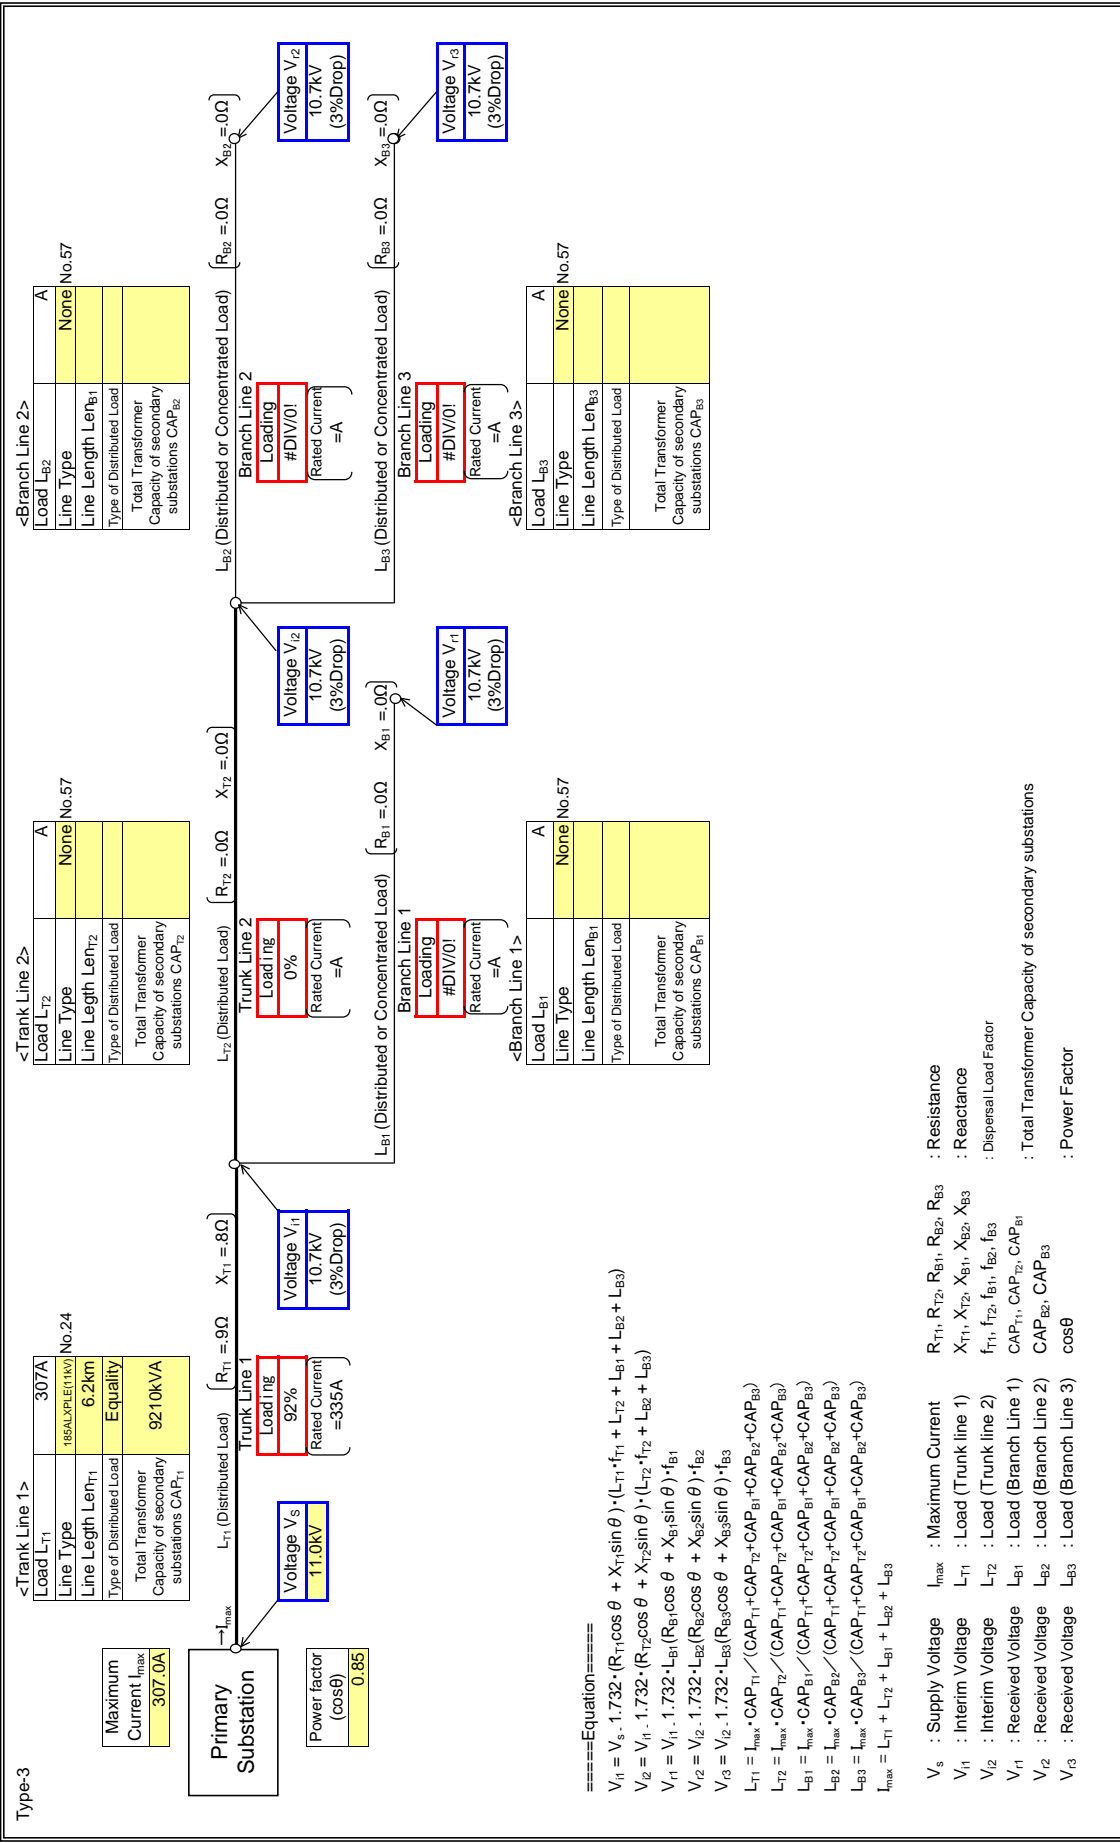 Type-3
Maximum
Current Imax
307.0A
Primary
Substation
Power factor
(cosθ)
0.85
→Imax
Voltage Vs
11.0kV
<Trank Line 1>
Load LT1 307A
Line Type 185ALXPLE(11kV) No.24
Line Legth LenT1 6.2km
Type of Distributed Load Equality
Total Transformer
Capacity of secondary
substations CAPT1
9210kVA
LT1 (Distributed Load) RT1 =.9Ω XT1 =.8Ω
Trunk Line 1
Loading
92%
Rated Current
=335A
Voltage Vi1
10.7kV
(3%Drop)
<Trank Line 2>
Load LT2 A
Line Type None No.57
Line Legth LenT2
Type of Distributed Load
Total Transformer
Capacity of secondary
substations CAPT2
LT2 (Distributed Load) RT2 =.0Ω XT2 =.0Ω
Trunk Line 2
Loading
0%
Rated Current
=A
Voltage Vi2
10.7kV
(3%Drop)
LB1 (Distributed or Concentrated Load) RB1 =.0Ω XB1 =.0Ω
Branch Line 1
Loading
#DIV/0!
Rated Current
=A
Voltage Vr1
10.7kV
(3%Drop)
<Branch Line 1>
Load LB1 A
Line Type None No.57
Line Length LenB1
Type of Distributed Load
Total Transformer
Capacity of secondary
substations CAPB1
<Branch Line 2>
Load LB2 A
Line Type None No.57
Line Length LenB1
Type of Distributed Load
Total Transformer
Capacity of secondary
substations CAPB2
LB2 (Distributed or Concentrated Load) RB2 =.0Ω XB2 =.0Ω
Branch Line 2
Loading
#DIV/0!
Rated Current
=A
Voltage Vr2
10.7kV
(3%Drop)
LB3 (Distributed or Concentrated Load) RB3 =.0Ω XB3 =.0Ω
Branch Line 3
Loading
#DIV/0!
Rated Current
=A
Voltage Vr3
10.7kV
(3%Drop)
<Branch Line 3>
Load LB3 A
Line Type None No.57
Line Length LenB3
Type of Distributed Load
Total Transformer
Capacity of secondary
substations CAPB3
=====Equation=====
Vi1 = Vs - 1.732・(RT1cos θ + XT1sin θ)・(LT1・fT1 + LT2 + LB1 + LB2 + LB3)
Vi2 = Vi1 - 1.732・(RT2cos θ + XT2sin θ)・(LT2・fT2 + LB2 + LB3)
Vr1 = Vi1 - 1.732・LB1(RB1cos θ + XB1sin θ)・fB1
Vr2 = Vi2 - 1.732・LB2(RB2cos θ + XB2sin θ)・fB2
Vr3 = Vi2 - 1.732・LB3(RB3cos θ + XB3sin θ)・fB3
LT1 = Imax・CAPT1／(CAPT1+CAPT2+CAPB1+CAPB2+CAPB3)
LT2 = Imax・CAPT2／(CAPT1+CAPT2+CAPB1+CAPB2+CAPB3)
LB1 = Imax・CAPB1／(CAPT1+CAPT2+CAPB1+CAPB2+CAPB3)
LB2 = Imax・CAPB2／(CAPT1+CAPT2+CAPB1+CAPB2+CAPB3)
LB3 = Imax・CAPB3／(CAPT1+CAPT2+CAPB1+CAPB2+CAPB3)
Imax = LT1 + LT2 + LB1 + LB2 + LB3
Vs : Supply Voltage Imax : Maximum Current RT1, RT2, RB1, RB2, RB3 : Resistance
Vi1 : Interim Voltage LT1 : Load (Trunk line 1) XT1, XT2, XB1, XB2, XB3 : Reactance
Vi2 : Interim Voltage LT2 : Load (Trunk line 2) fT1, fT2, fB1, fB2, fB3 : Dispersal Load Factor
Vr1 : Received Voltage LB1 : Load (Branch Line 1) CAPT1, CAPT2, CAPB1
Vr2 : Received Voltage LB2 : Load (Branch Line 2) CAPB2, CAPB3 : Total Transformer Capacity of secondary substations
Vr3 : Received Voltage LB3 : Load (Branch Line 3) cosθ : Power Factor